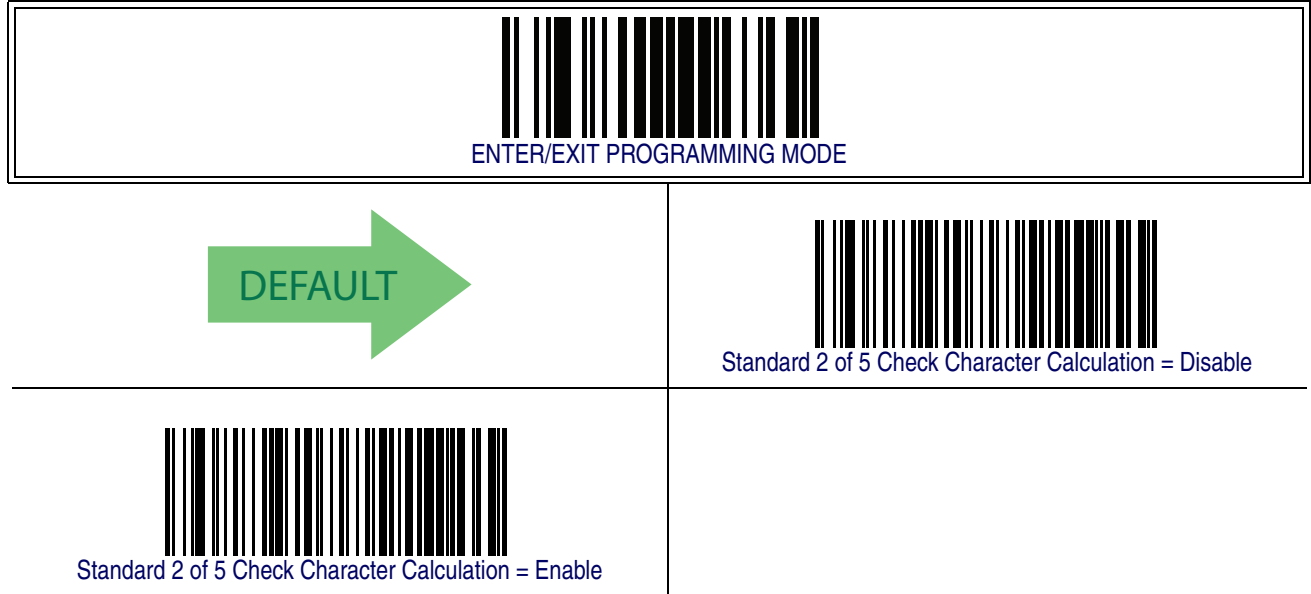 ENTER/EXIT PROGRAMMING MODE
DEFAULT
Standard 2 of 5 Check Character Calculation = Disable
Standard 2 of 5 Check Character Calculation = Enable